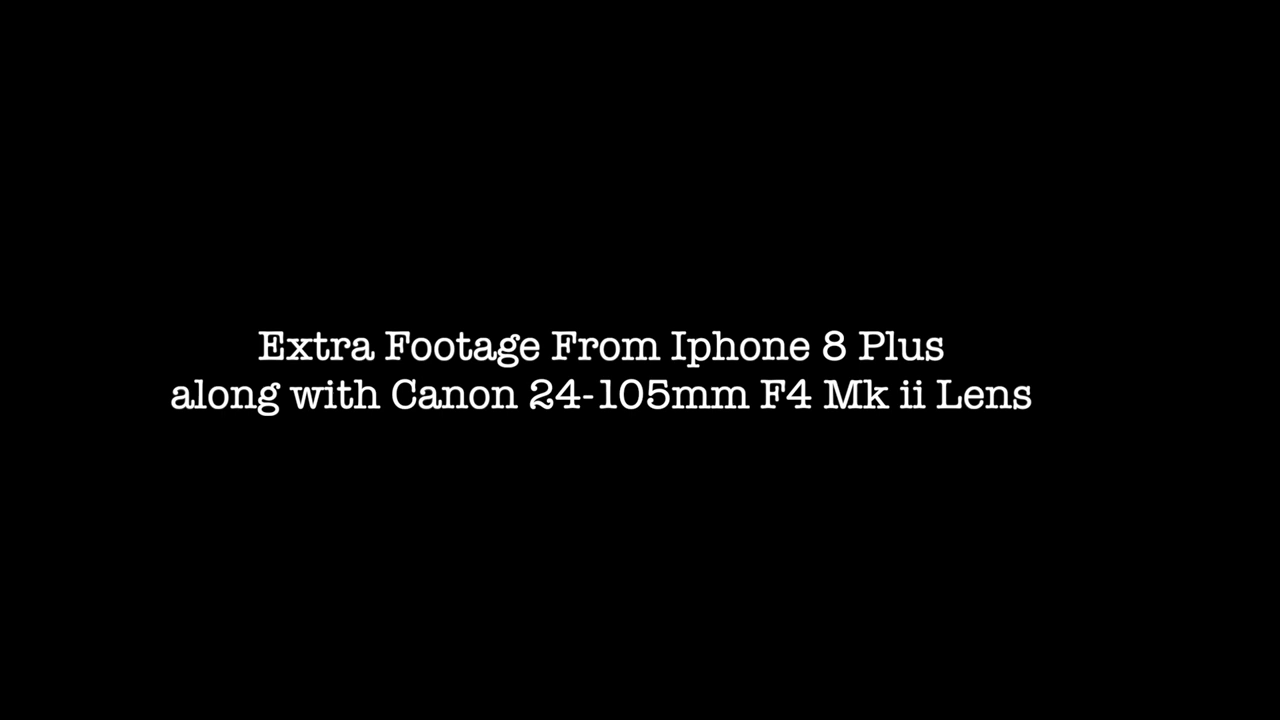 Extra Footage From Iphone 8 Plus
along with Canon 24-105mm F4 Mk ii Lens